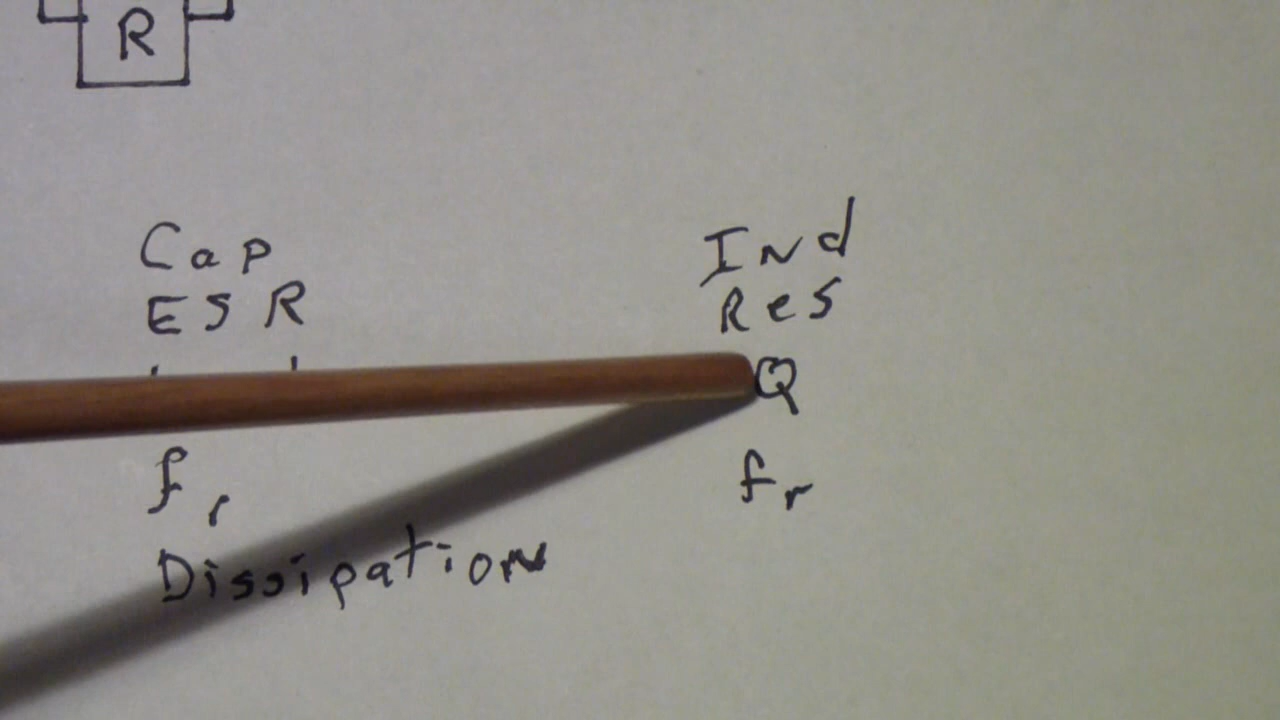 R
Cap
ESR
fr
Dissipation
Ind
Res
Q
fr